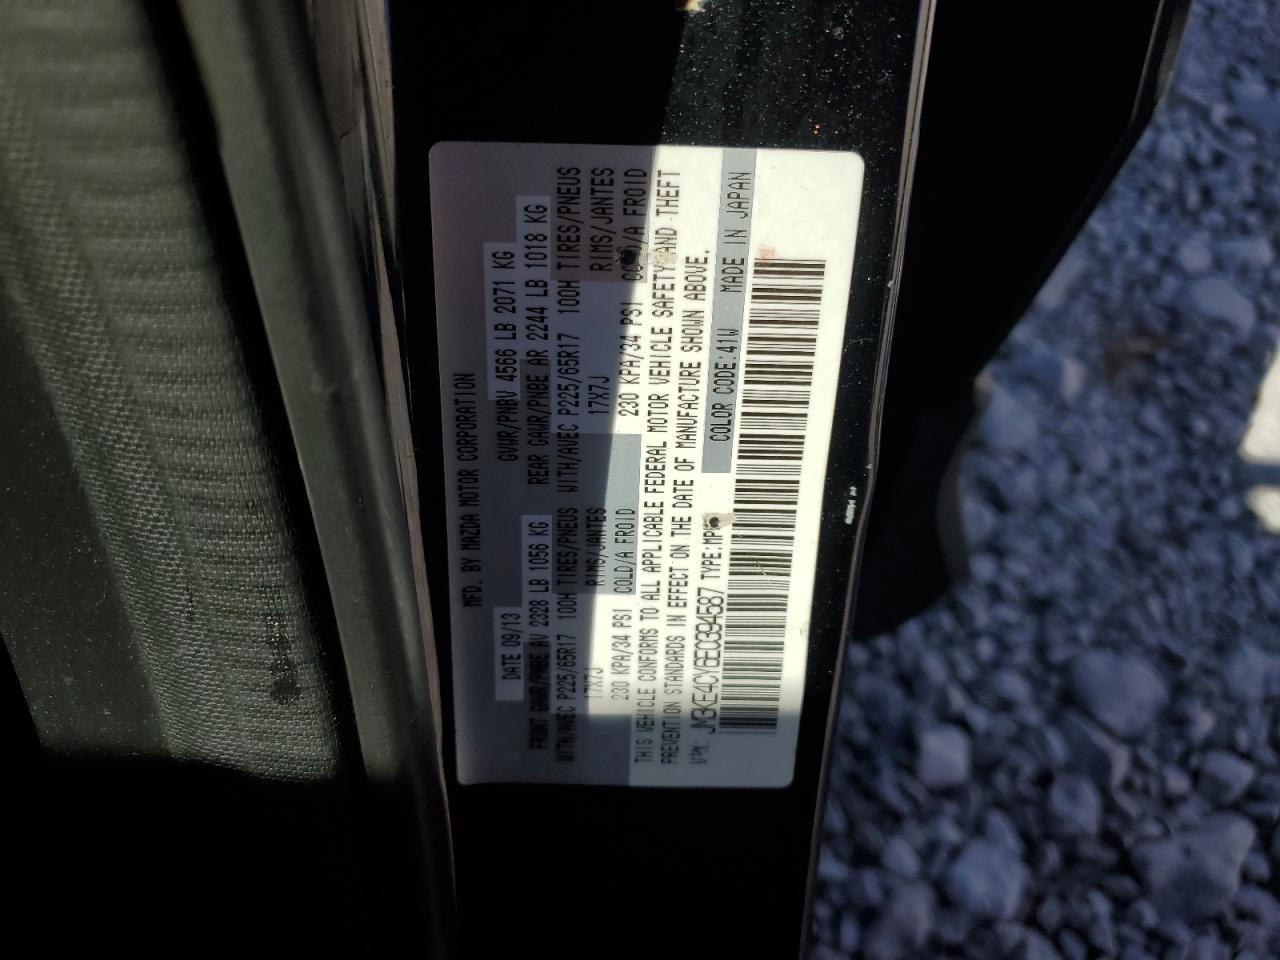 MFD. BY MAZDA MOTOR CORPORATION
DATE 09/13 GVWR/PNBV 4566 LB 2071 KG
FRONT GAWR/PNBE AV 2328 LB 1056 KG REAR GAWR/PNBE AR 2244 LB 1018 KG
WITH/AVEC P225/65R17 100H TIRES/PNEUS WITH/AVEC P225/65R17 100H TIRES/PNEUS
17X7J RIMS/JANTES 17X7J RIMS/JANTES
230 KPA/34 PSI COLD/A FROID 230 KPA/34 PSI COLD/A FROID
THIS VEHICLE CONFORMS TO ALL APPLICABLE FEDERAL MOTOR VEHICLE SAFETY AND THEFT
PREVENTION STANDARDS IN EFFECT ON THE DATE OF MANUFACTURE SHOWN ABOVE.
JM3KE4CV6E0394587 TYPE:MPV COLOR CODE:41W MADE IN JAPAN